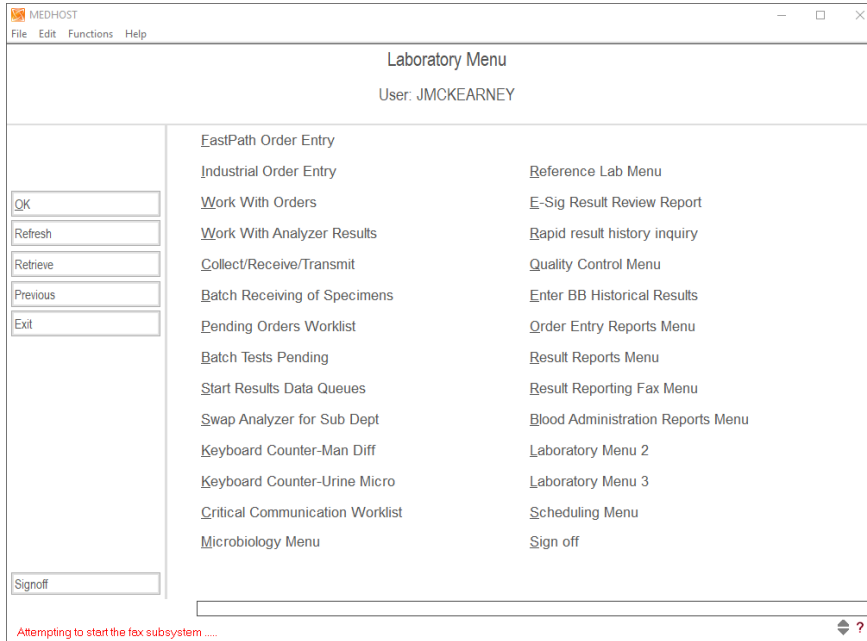 MEDHOST
File Edit Functions Help
Laboratory Menu
User: JMCKEARNEY
FastPath Order Entry
Industrial Order Entry
Work With Orders
Work With Analyzer Results
Collect/Receive/Transmit
Batch Receiving of Specimens
Pending Orders Worklist
Batch Tests Pending
Start Results Data Queues
Swap Analyzer for Sub Dept
Keyboard Counter-Man Diff
Keyboard Counter-Urine Micro
Critical Communication Worklist
Microbiology Menu
Reference Lab Menu
E-Sig Result Review Report
Rapid result history inquiry
Quality Control Menu
Enter BB Historical Results
Order Entry Reports Menu
Result Reports Menu
Result Reporting Fax Menu
Blood Administration Reports Menu
Laboratory Menu 2
Laboratory Menu 3
Scheduling Menu
Sign off
OK
Refresh
Retrieve
Previous
Exit
Signoff
Attempting to start the fax subsystem .....
?